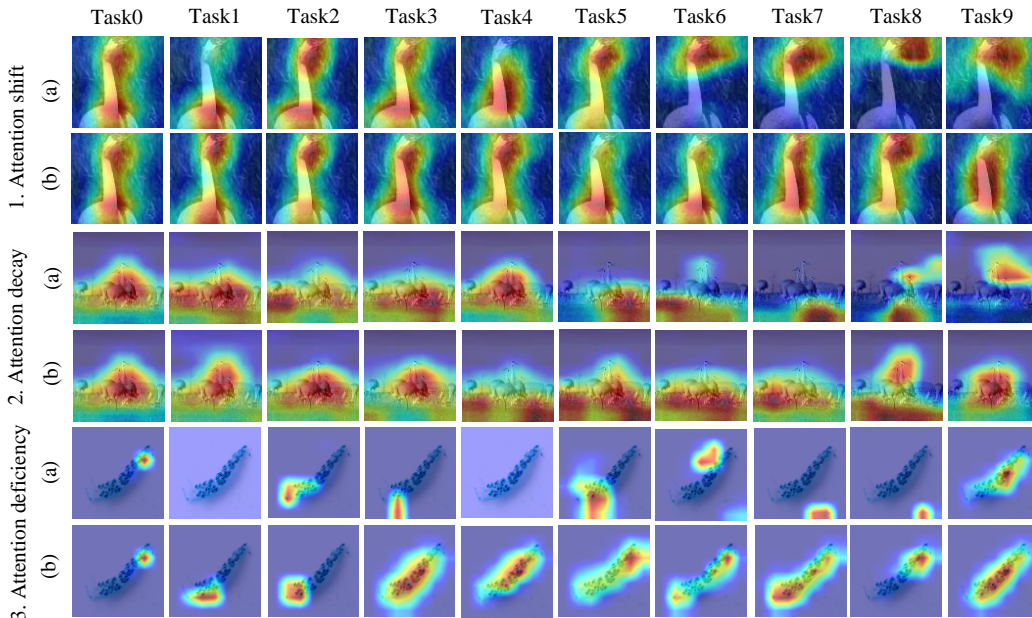 Task0 Task1 Task2 Task3 Task4 Task5 Task6 Task7 Task8 Task9
1. Attention shift
(a)
(b)
2. Attention decay
(a)
(b)
3. Attention deficiency
(a)
(b)